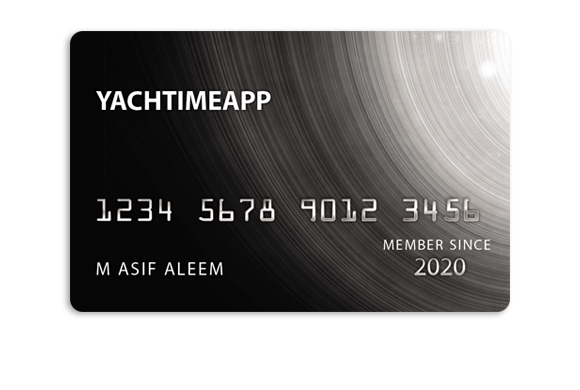 YACHTIMEAPP
1234 5678 9012 3456
MEMBER SINCE
M ASIF ALEEM
2020